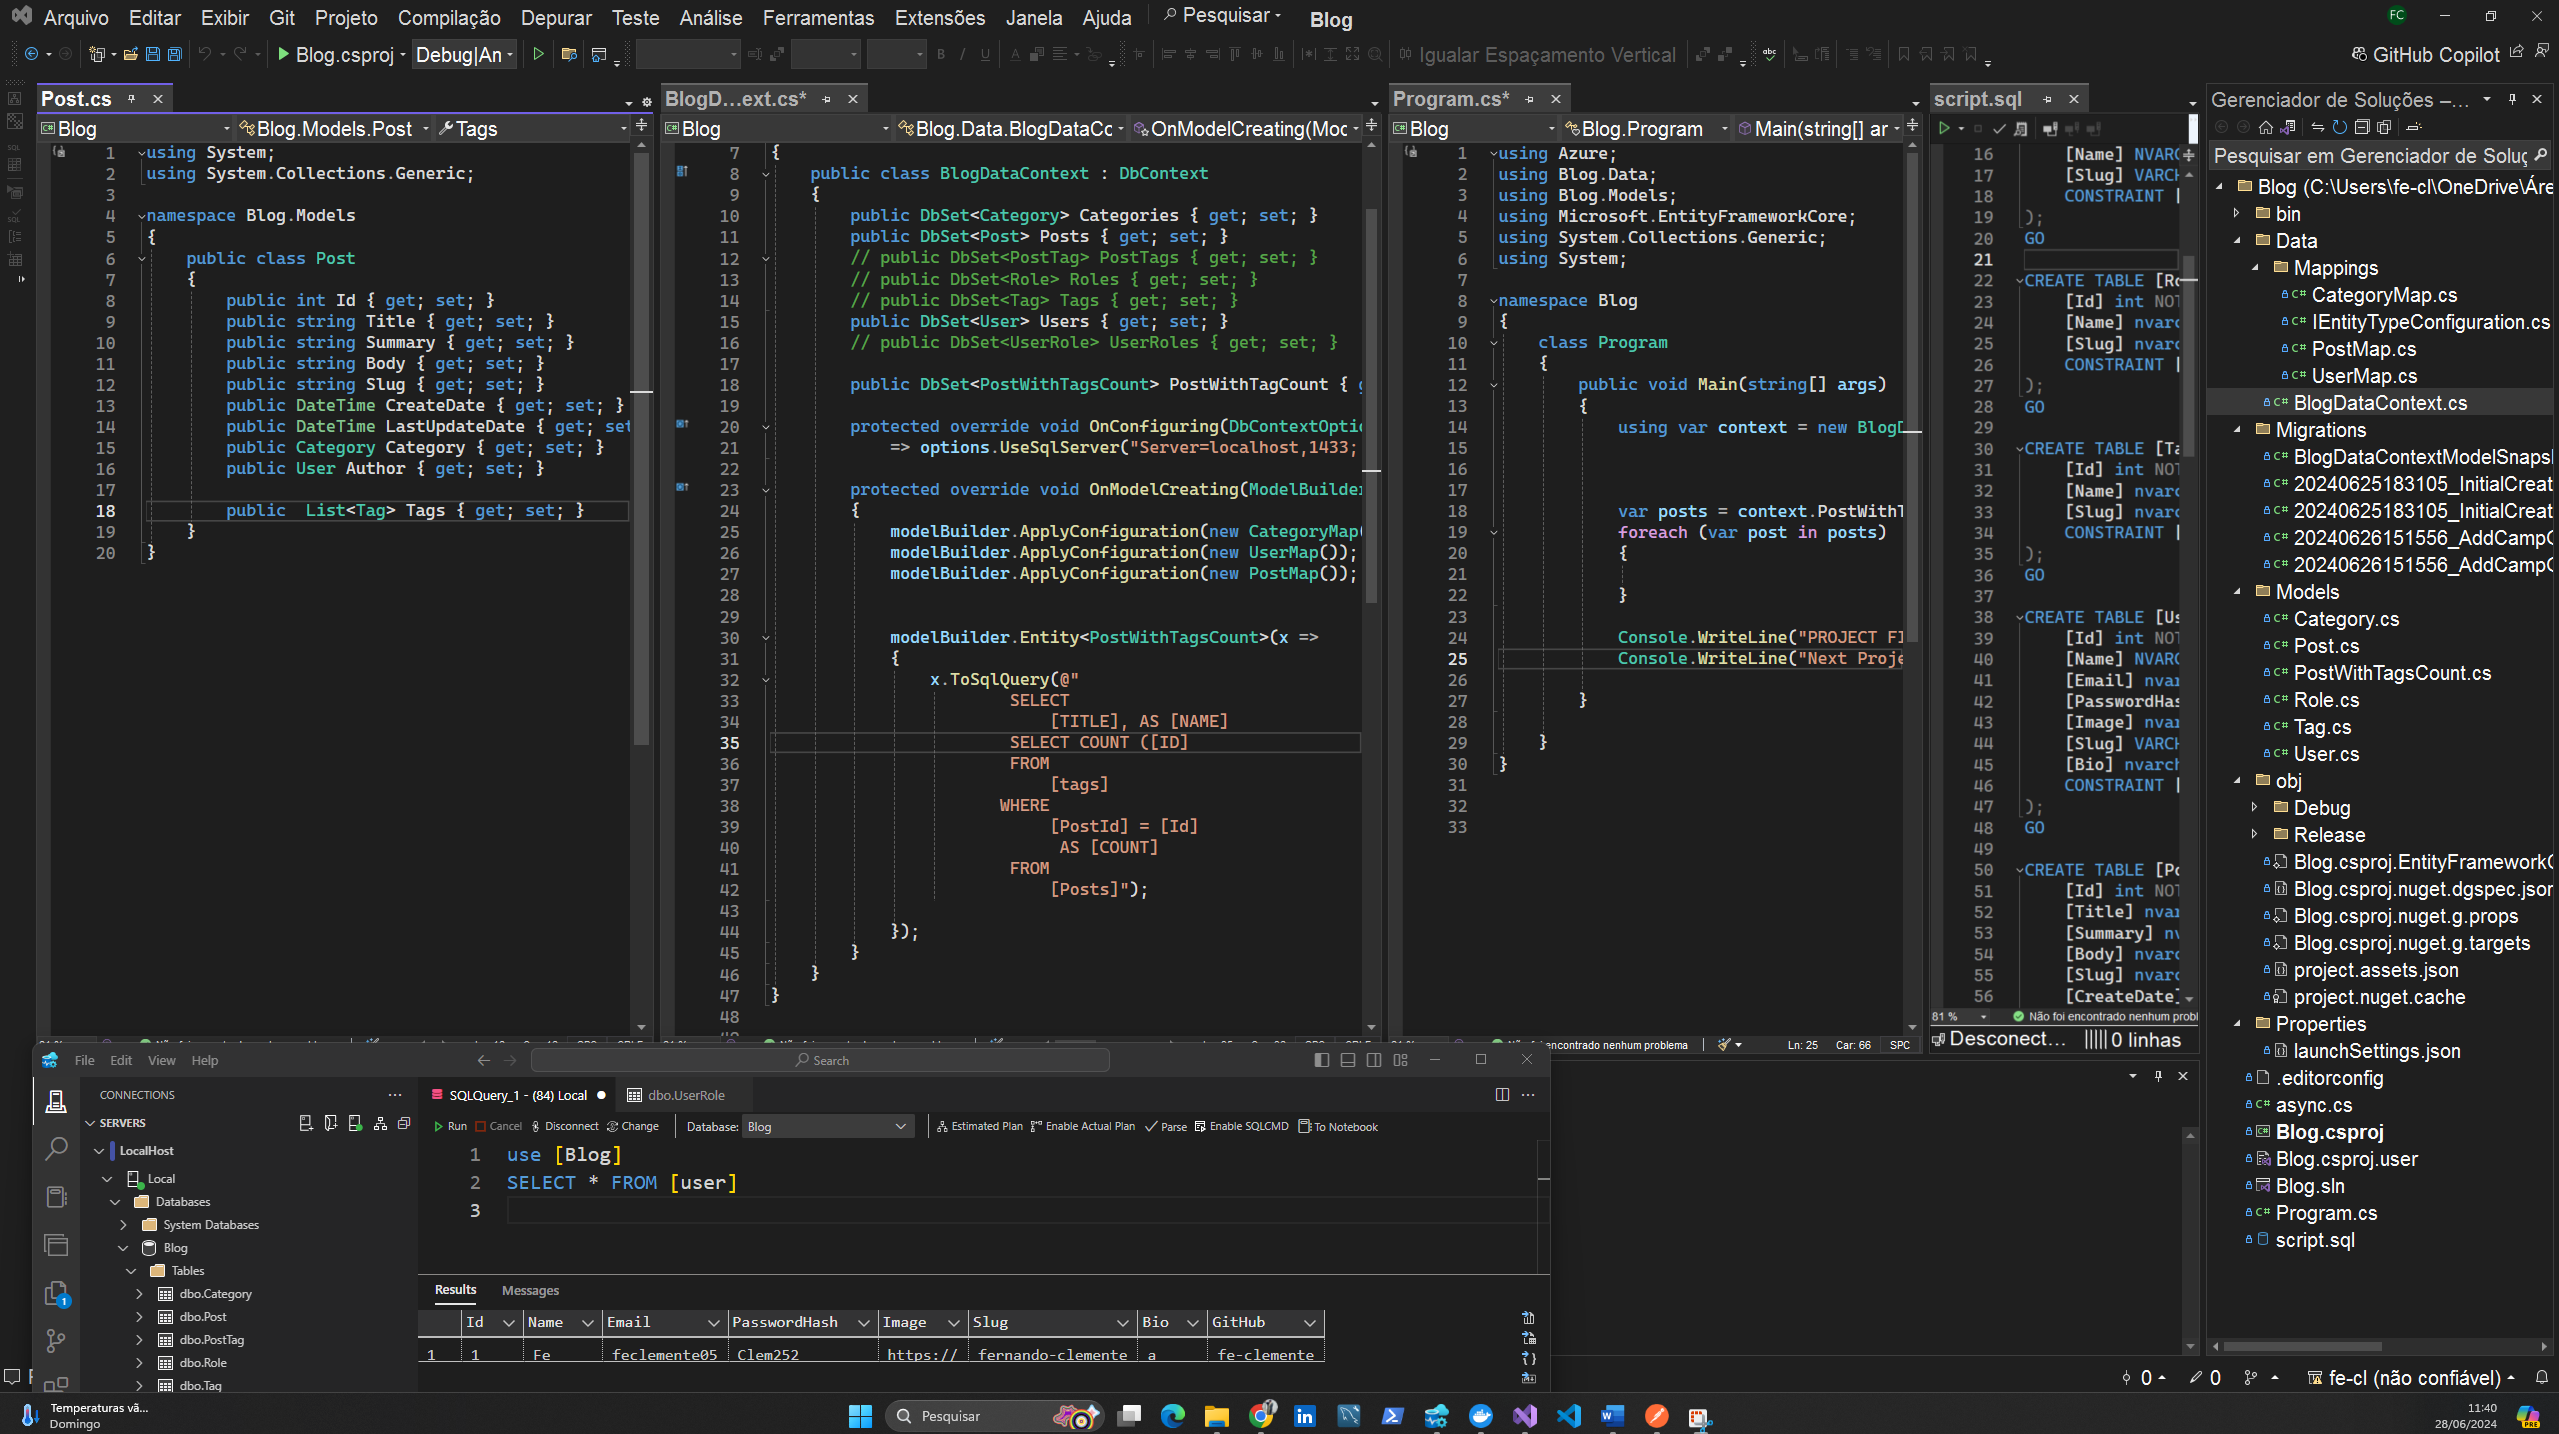 Arquivo Editar Exibir Git Projeto Compilação Depurar Teste Análise Ferramentas Extensões Janela Ajuda Pesquisar Blog FC
Blog.csproj Debug|An Igualar Espaçamento Vertical GitHub Copilot
Post.cs
Blog Blog.Models.Post Tags
1 using System;
2 using System.Collections.Generic;
3
4 namespace Blog.Models
5 {
6 public class Post
7 {
8 public int Id { get; set; }
9 public string Title { get; set; }
10 public string Summary { get; set; }
11 public string Body { get; set; }
12 public string Slug { get; set; }
13 public DateTime CreateDate { get; set; }
14 public DateTime LastUpdateDate { get; set
15 public Category Category { get; set; }
16 public User Author { get; set; }
17
18 public  List<Tag> Tags { get; set; }
19 }
20 }
BlogD...ext.cs*
Blog Blog.Data.BlogDataCo OnModelCreating(Moc
7 {
8 public class BlogDataContext : DbContext
9 {
10 public DbSet<Category> Categories { get; set; }
11 public DbSet<Post> Posts { get; set; }
12 // public DbSet<PostTag> PostTags { get; set; }
13 // public DbSet<Role> Roles { get; set; }
14 // public DbSet<Tag> Tags { get; set; }
15 public DbSet<User> Users { get; set; }
16 // public DbSet<UserRole> UserRoles { get; set; }
17
18 public DbSet<PostWithTagsCount> PostWithTagCount { g
19
20 protected override void OnConfiguring(DbContextOptio
21 => options.UseSqlServer("Server=localhost,1433;
22
23 protected override void OnModelCreating(ModelBuilder
24 {
25 modelBuilder.ApplyConfiguration(new CategoryMap(
26 modelBuilder.ApplyConfiguration(new UserMap());
27 modelBuilder.ApplyConfiguration(new PostMap());
28
29
30 modelBuilder.Entity<PostWithTagsCount>(x =>
31 {
32 x.ToSqlQuery(@"
33 SELECT
34 [TITLE], AS [NAME]
35 SELECT COUNT ([ID]
36 FROM
37 [tags]
38 WHERE
39 [PostId] = [Id]
40 AS [COUNT]
41 FROM
42 [Posts]");
43
44 });
45 }
46 }
47 }
48
Program.cs*
Blog Blog.Program Main(string[] ar
1 using Azure;
2 using Blog.Data;
3 using Blog.Models;
4 using Microsoft.EntityFrameworkCore;
5 using System.Collections.Generic;
6 using System;
7
8 namespace Blog
9 {
10 class Program
11 {
12 public void Main(string[] args)
13 {
14 using var context = new BlogD
15
16
17
18 var posts = context.PostWithT
19 foreach (var post in posts)
20 {
21
22 }
23
24 Console.WriteLine("PROJECT FI
25 Console.WriteLine("Next Proje
26
27 }
28
29 }
30 }
31
32
33
encontrado nenhum problema Ln: 25 Car: 66 SPC
script.sql
16 [Name] NVARC
17 [Slug] VARCH
18 CONSTRAINT [
19 );
20 GO
21
22 CREATE TABLE [Ro
23 [Id] int NOT
24 [Name] nvarc
25 [Slug] nvarc
26 CONSTRAINT [
27 );
28 GO
29
30 CREATE TABLE [Ta
31 [Id] int NOT
32 [Name] nvarc
33 [Slug] nvarc
34 CONSTRAINT [
35 );
36 GO
37
38 CREATE TABLE [Us
39 [Id] int NOT
40 [Name] NVARC
41 [Email] nvar
42 [PasswordHas
43 [Image] nvar
44 [Slug] VARCH
45 [Bio] nvarch
46 CONSTRAINT [
47 );
48 GO
49
50 CREATE TABLE [Po
51 [Id] int NOT
52 [Title] nvar
53 [Summary] nv
54 [Body] nvarc
55 [Slug] nvarc
56 [CreateDate]
81 % Não foi encontrado nenhum probl
Desconect... 0 linhas
Gerenciador de Soluções –...
Pesquisar em Gerenciador de Soluç
Blog (C:\Users\fe-cl\OneDrive\Áre
bin
Data
Mappings
CategoryMap.cs
IEntityTypeConfiguration.cs
PostMap.cs
UserMap.cs
BlogDataContext.cs
Migrations
BlogDataContextModelSnaps
20240625183105_InitialCreat
20240625183105_InitialCreat
20240626151556_AddCampC
20240626151556_AddCampC
Models
Category.cs
Post.cs
PostWithTagsCount.cs
Role.cs
Tag.cs
User.cs
obj
Debug
Release
Blog.csproj.EntityFrameworkC
Blog.csproj.nuget.dgspec.json
Blog.csproj.nuget.g.props
Blog.csproj.nuget.g.targets
project.assets.json
project.nuget.cache
Properties
launchSettings.json
.editorconfig
async.cs
Blog.csproj
Blog.csproj.user
Blog.sln
Program.cs
script.sql
File Edit View Help Search
CONNECTIONS
SERVERS
LocalHost
Local
Databases
System Databases
Blog
Tables
dbo.Category
dbo.Post
dbo.PostTag
dbo.Role
dbo.Tag
1
SQLQuery_1 - (84) Local dbo.UserRole
Run Cancel Disconnect Change Database: Blog Estimated Plan Enable Actual Plan Parse Enable SQLCMD To Notebook
1 use [Blog]
2 SELECT * FROM [user]
3
Results Messages
Id Name Email PasswordHash Image Slug Bio GitHub
1 1 Fe feclemente05 Clem252 https:// fernando-clemente a fe-clemente
0 0 fe-cl (não confiável)
Temperaturas vã...
Domingo
Pesquisar
11:40
28/06/2024
PRE